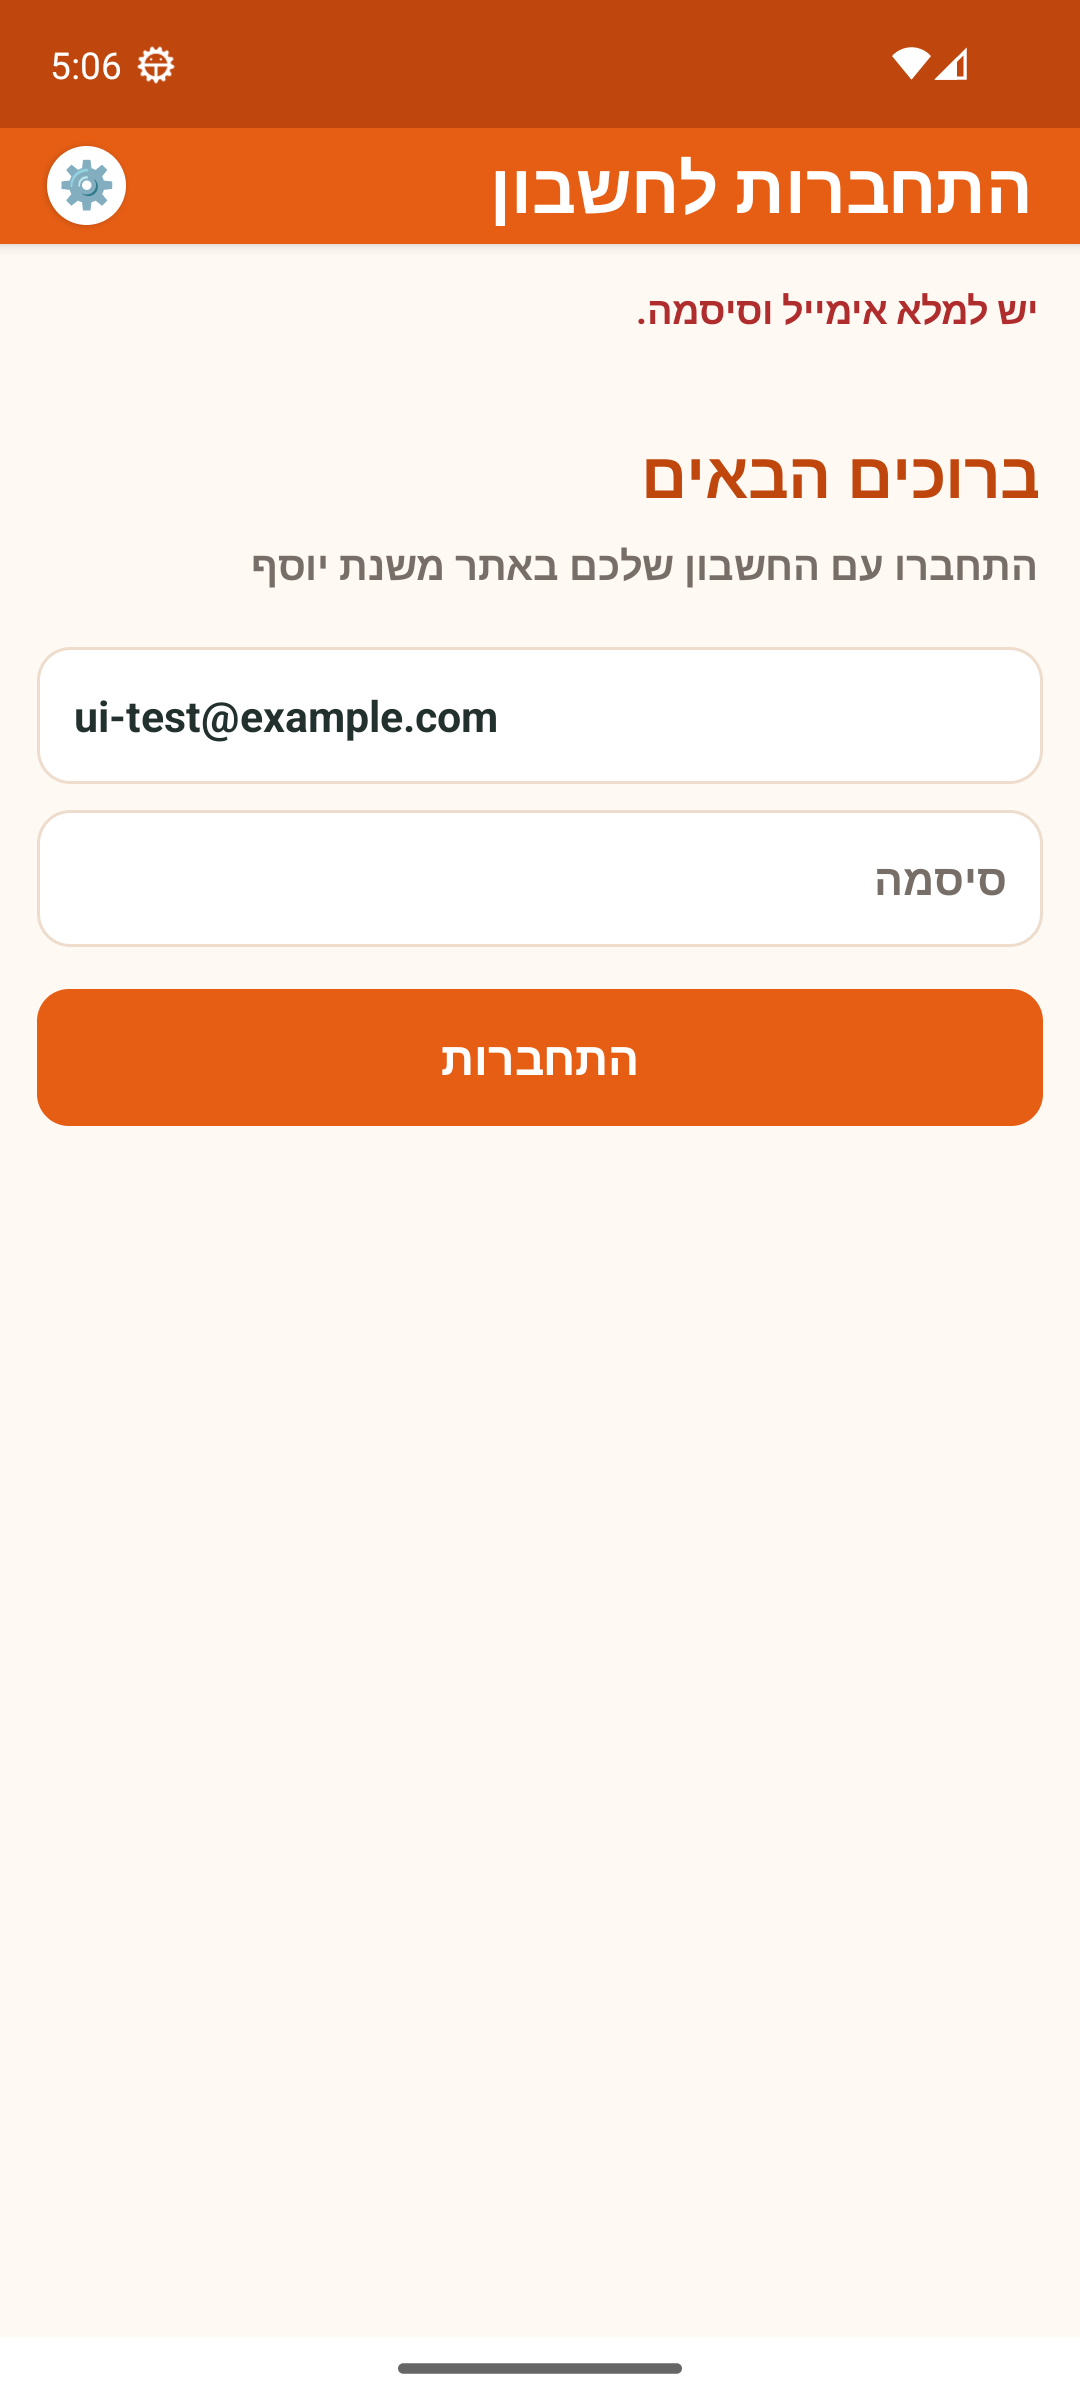 5:06
התחברות לחשבון
יש למלא אימייל וסיסמה.
ברוכים הבאים
התחברו עם החשבון שלכם באתר משנת יוסף
ui-test@example.com
סיסמה
התחברות